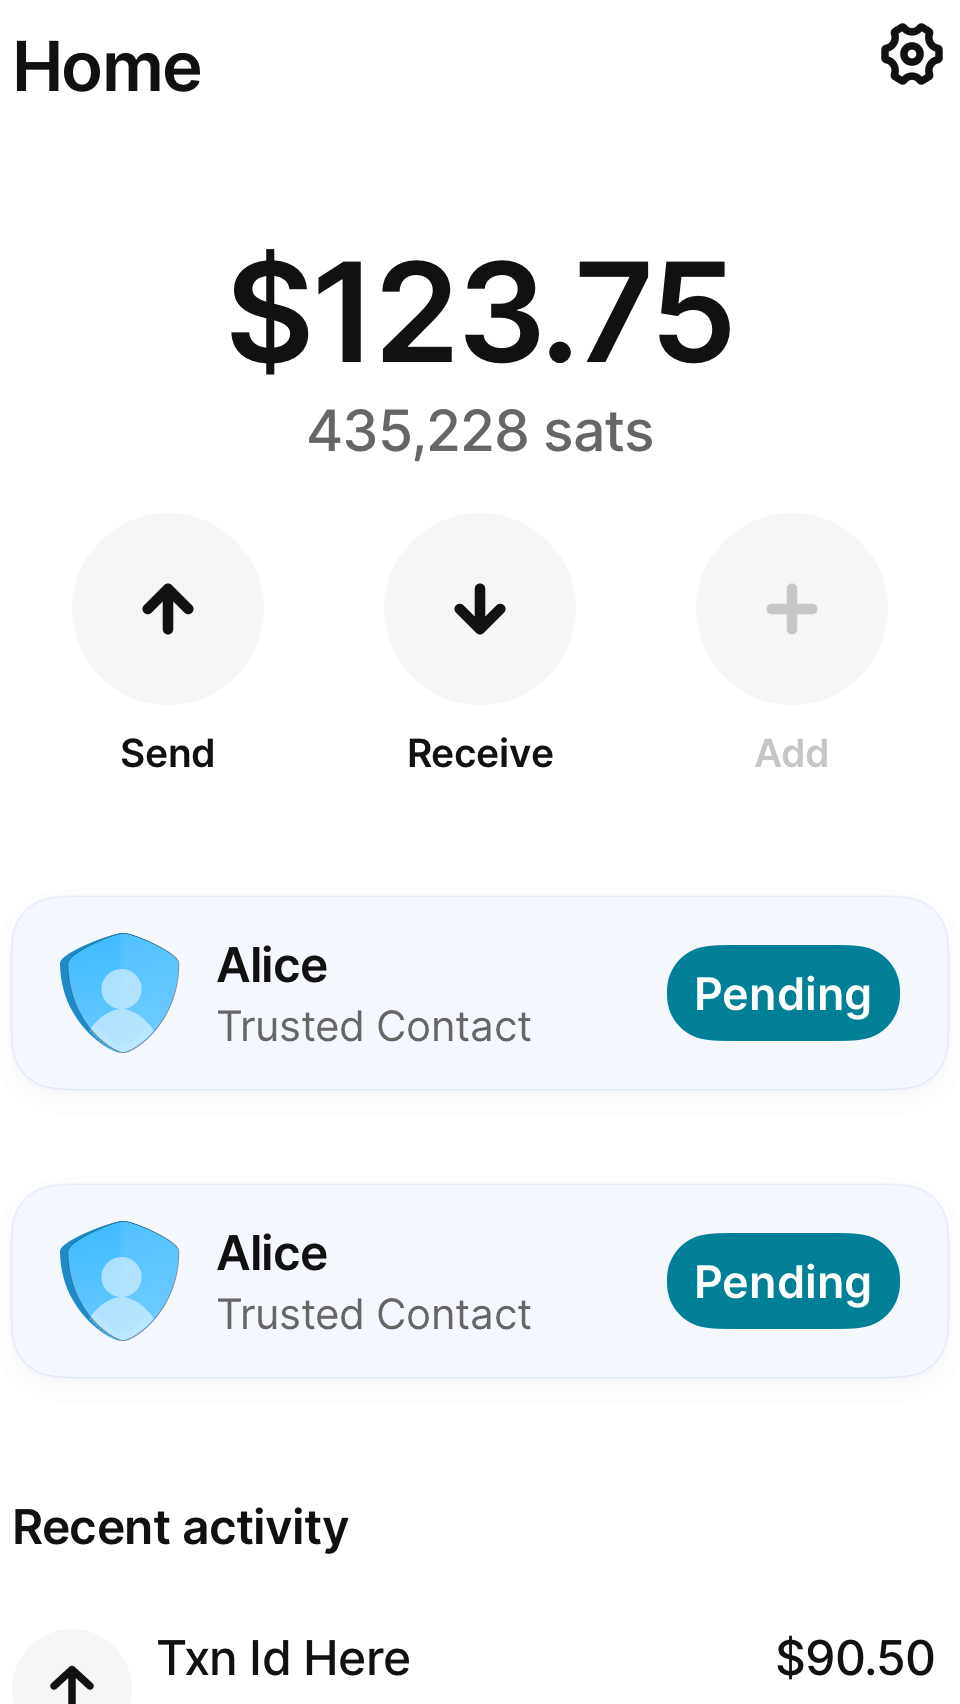 Home
$123.75
435,228 sats
Send
Receive
Add
Alice
Trusted Contact
Pending
Alice
Trusted Contact
Pending
Recent activity
Txn Id Here
$90.50